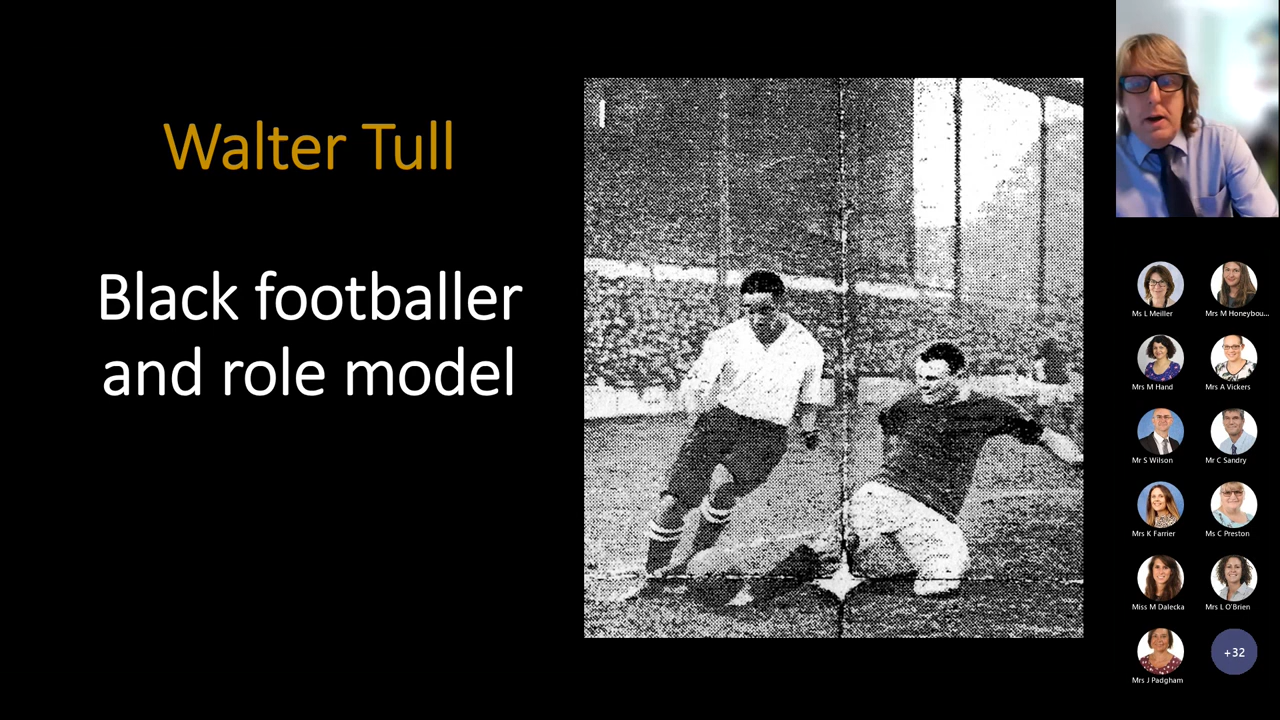 Walter Tull
Black footballer
and role model
Ms L Meiller
Mrs M Honeybou...
Mrs M Hand
Mrs A Vickers
Mr S Wilson
Mr C Sandry
Mrs K Farrier
Ms C Preston
Miss M Dalecka
Mrs L O'Brien
Mrs J Padgham
+32